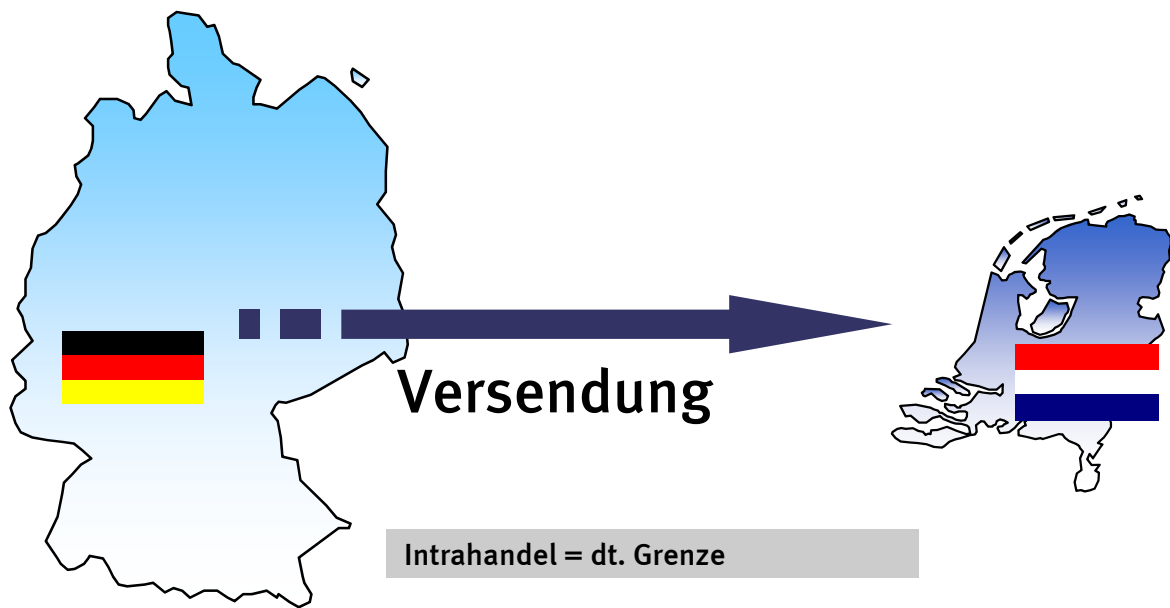 Versendung
Intrahandel = dt. Grenze